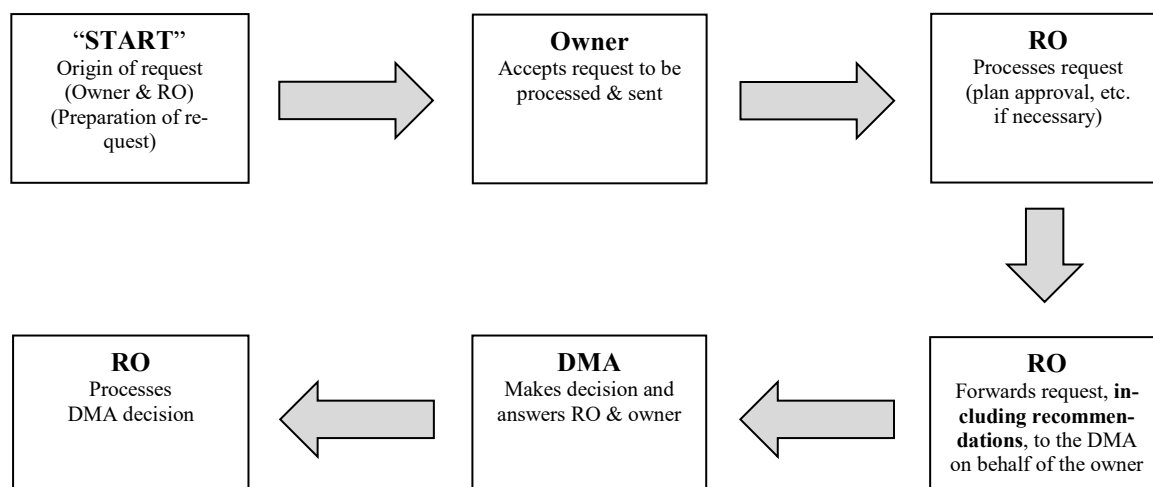 “START”
Origin of request
(Owner & RO)
(Preparation of re-
quest)
Owner
Accepts request to be
processed & sent
RO
Processes request
(plan approval, etc.
if necessary)
RO
Forwards request, in-
cluding recommen-
dations, to the DMA
on behalf of the owner
DMA
Makes decision and
answers RO & owner
RO
Processes
DMA decision